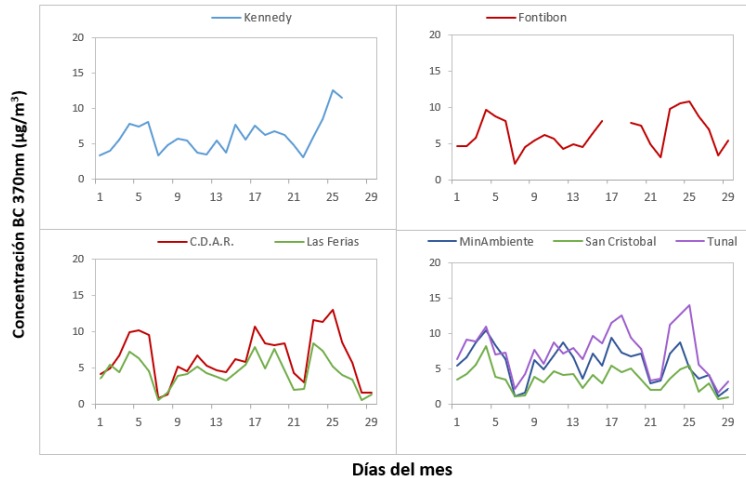 Concentración BC 370nm (µg/m³)
Kennedy
20
15
10
5
0
1 5 9 13 17 21 25 29
Fontibon
20
15
10
5
0
1 5 9 13 17 21 25 29
C.D.A.R. Las Ferias
20
15
10
5
0
1 5 9 13 17 21 25 29
MinAmbiente San Cristobal Tunal
20
15
10
5
0
1 5 9 13 17 21 25 29
Días del mes